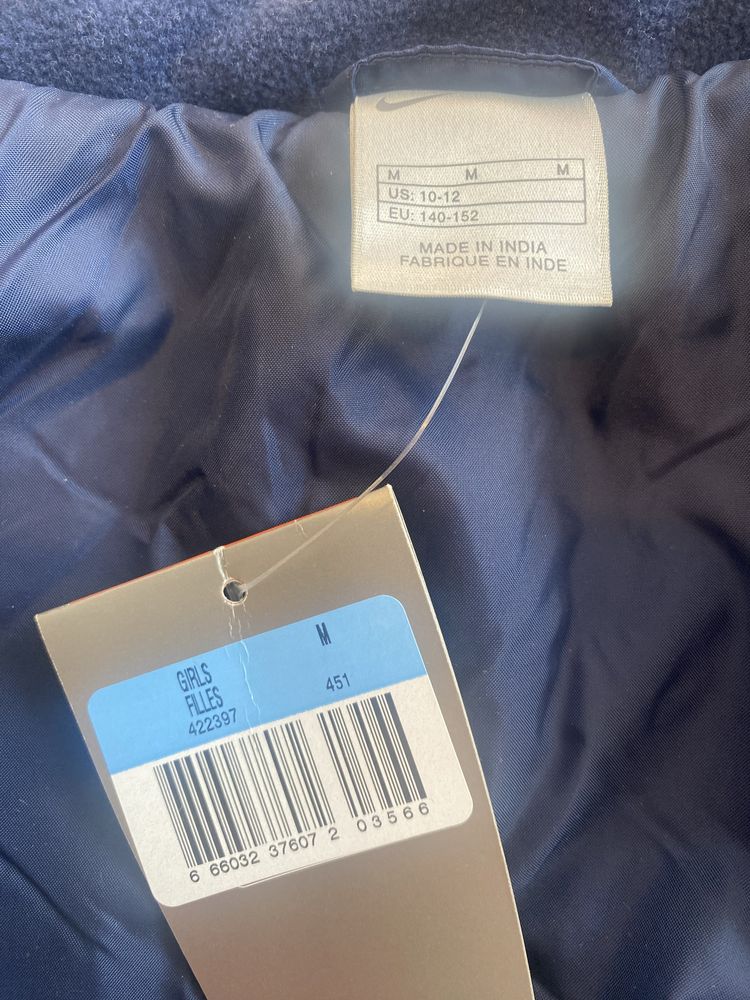 M M M
US: 10-12
EU: 140-152
MADE IN INDIA
FABRIQUE EN INDE
M
GIRLS
FILLES
451
422397
6 66032 37607 2 03566